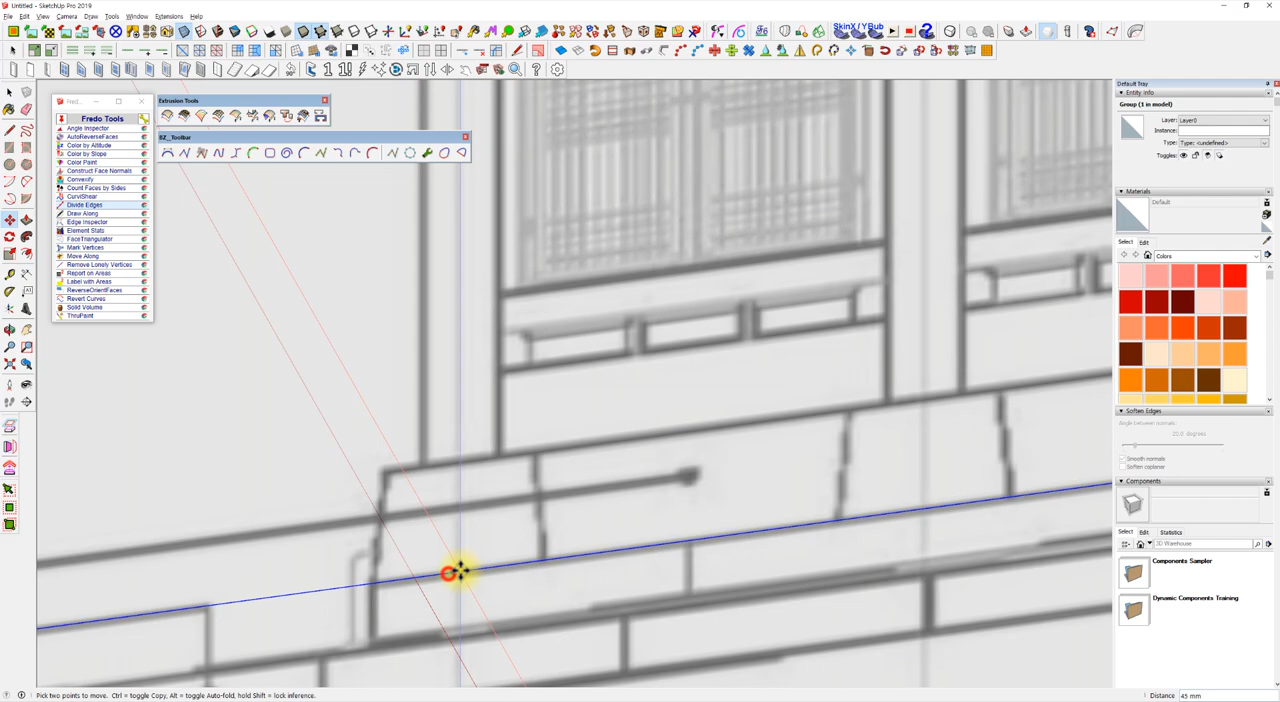 Untitled - SketchUp Pro 2019
File Edit View Camera Draw Tools Window Extensions Help
SkinX/YBub
Default Tray
Entity Info
Group (1 in model)
Layer: Layer0
Instance:
Type: Type: <undefined>
Toggles:
Materials
Default
Select Edit
Colors
Soften Edges
Angle between normals:
20.0 degrees
Smooth normals
Soften coplanar
Components
Select Edit Statistics
3D Warehouse
Components Sampler
Dynamic Components Training
Fred...
Fredo Tools
Angle Inspector
AutoReverseFaces
Color by Altitude
Color by Slope
Color Paint
Construct Face Normals
Convexify
Count Faces by Sides
CurviShear
Divide Edges
Draw Along
Edge Inspector
Element Stats
FaceTriangulator
Mark Vertices
Move Along
Remove Lonely Vertices
Report on Areas
Label with Areas
ReverseOrientFaces
Revert Curves
Solid Volume
ThruPaint
Extrusion Tools
BZ__Toolbar
Pick two points to move. Ctrl = toggle Copy, Alt = toggle Auto-fold, hold Shift = lock inference.
Distance 45 mm